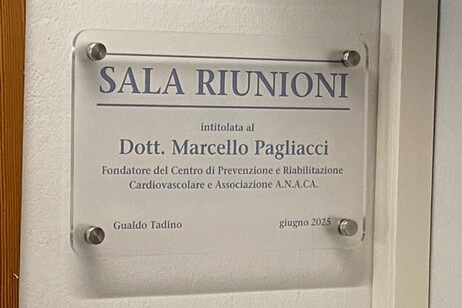 SALA RIUNIONI
intitolata al
Dott. Marcello Pagliacci
Fondatore del Centro di Prevenzione e Riabilitazione
Cardiovascolare e Associazione A.N.A.CA.
Gualdo Tadino giugno 2025